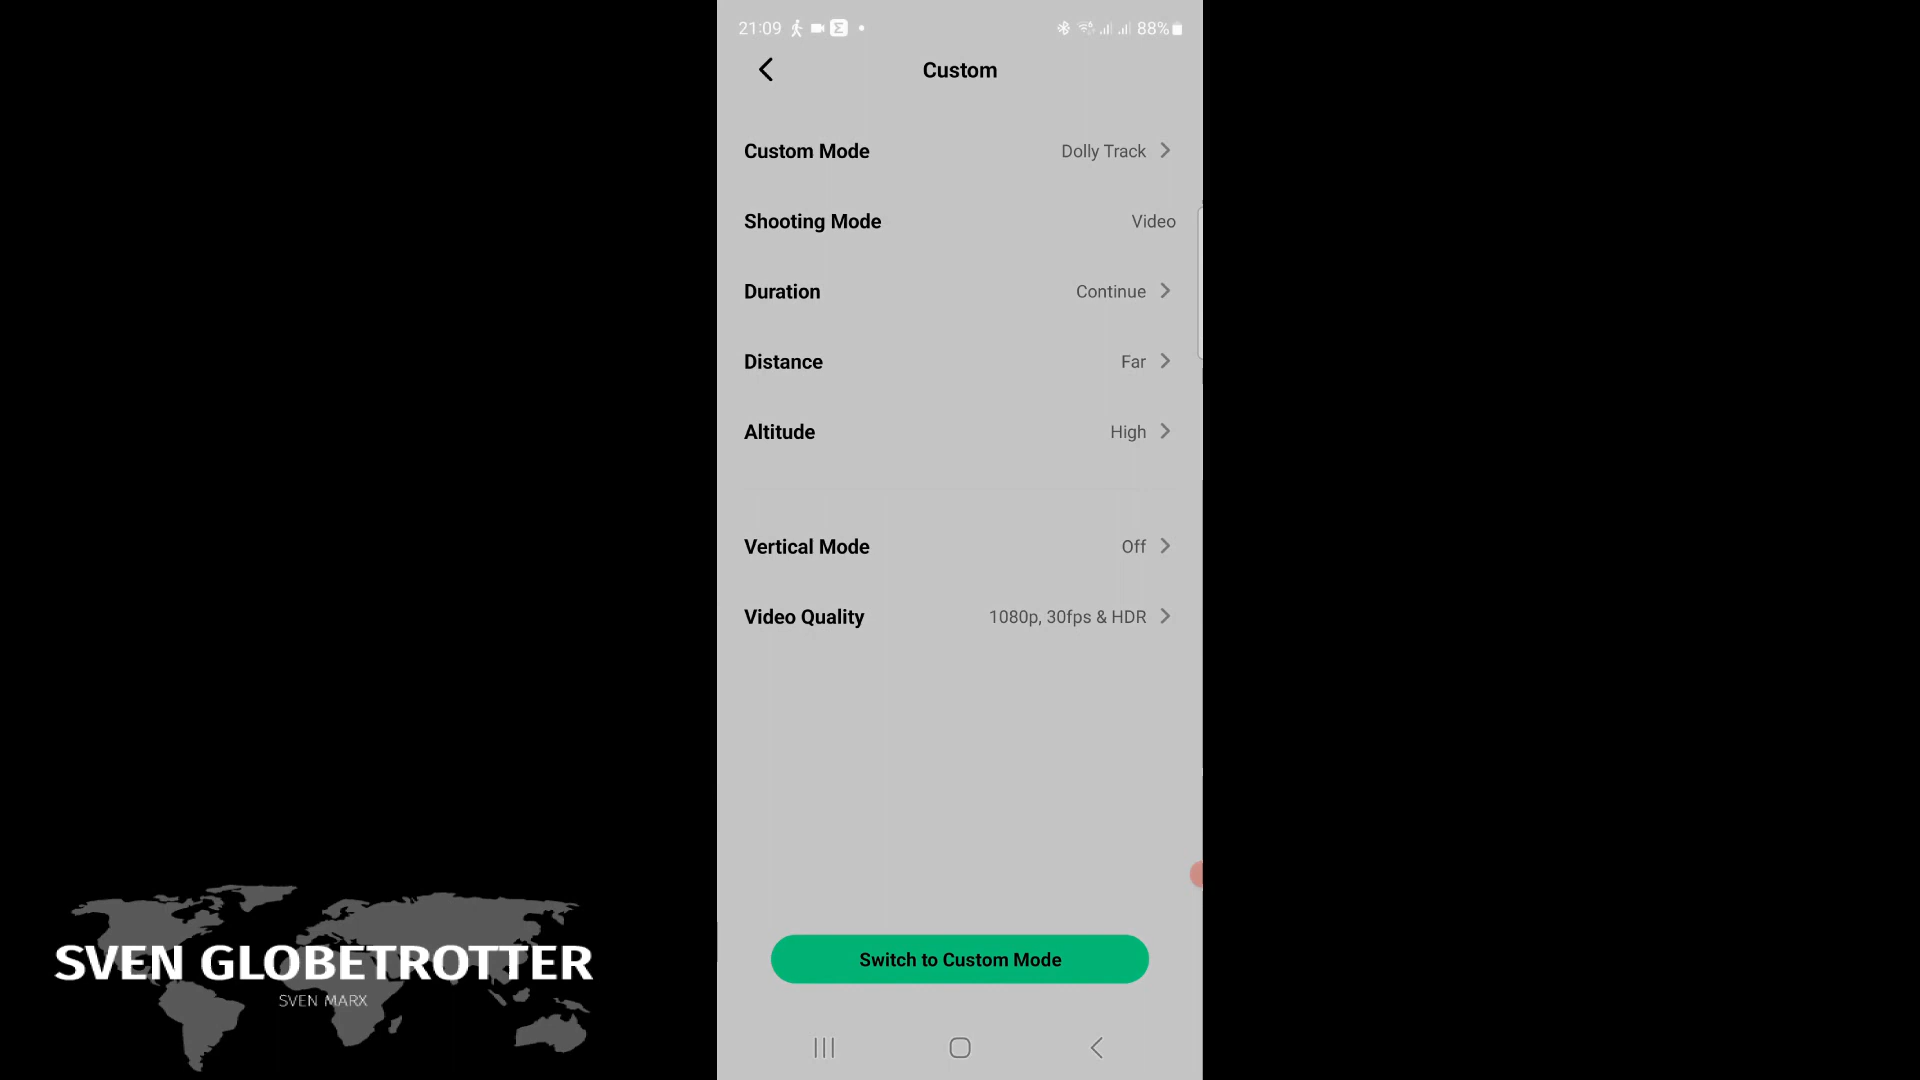 21:09
88%
Custom
Custom Mode Dolly Track
Shooting Mode Video
Duration Continue
Distance Far
Altitude High
Vertical Mode Off
Video Quality 1080p, 30fps & HDR
Switch to Custom Mode
SVEN GLOBETROTTER
SVEN MARX